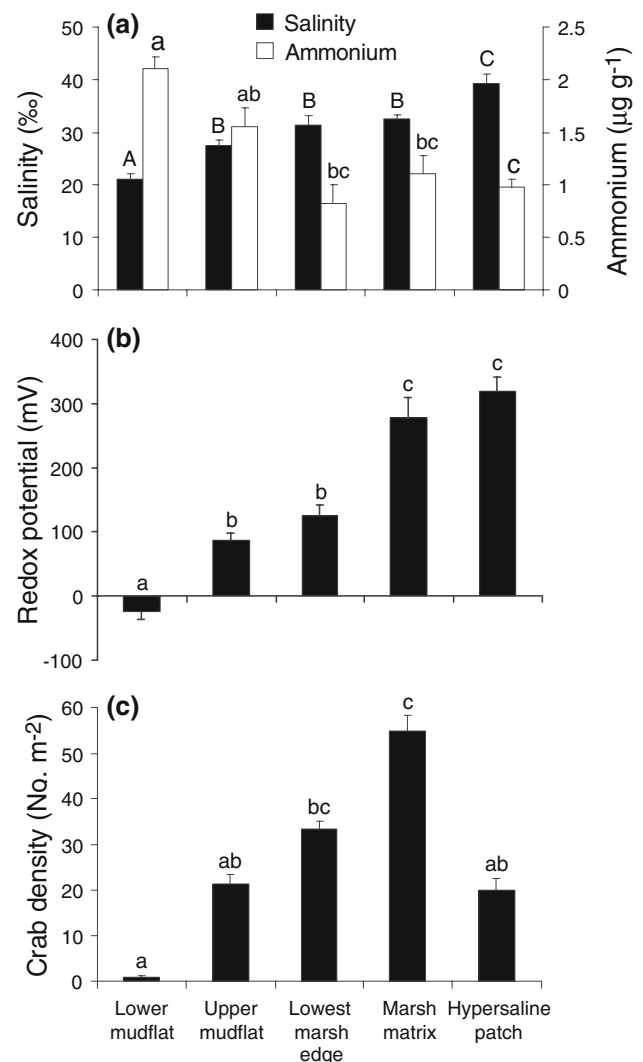 (a)
Salinity
Ammonium
Salinity (‰)
Ammonium (µg g-1)
50
40
30
20
10
0
2.5
2
1.5
1
0.5
0
A
a
B
ab
B
bc
B
bc
C
c
(b)
Redox potential (mV)
400
300
200
100
0
-100
a
b
b
c
c
(c)
Crab density (No. m-2)
60
50
40
30
20
10
0
a
ab
bc
c
ab
Lower
mudflat
Upper
mudflat
Lowest
marsh
edge
Marsh
matrix
Hypersaline
patch